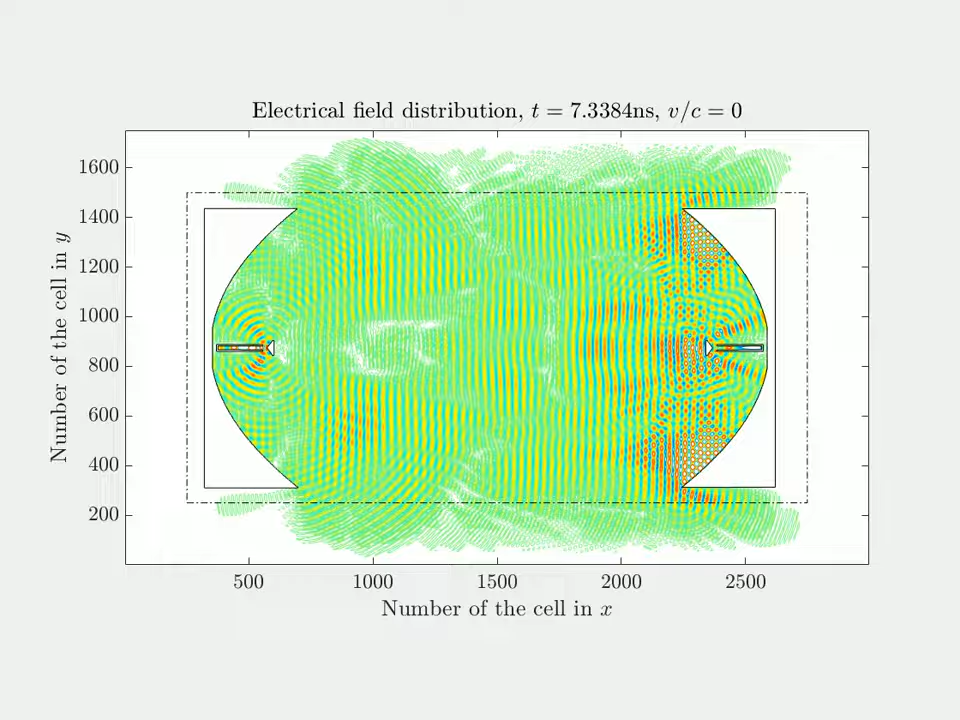 Electrical field distribution, t = 7.3384ns, v/c = 0
1600
1400
1200
1000
800
600
400
200
Number of the cell in y
500 1000 1500 2000 2500
Number of the cell in x